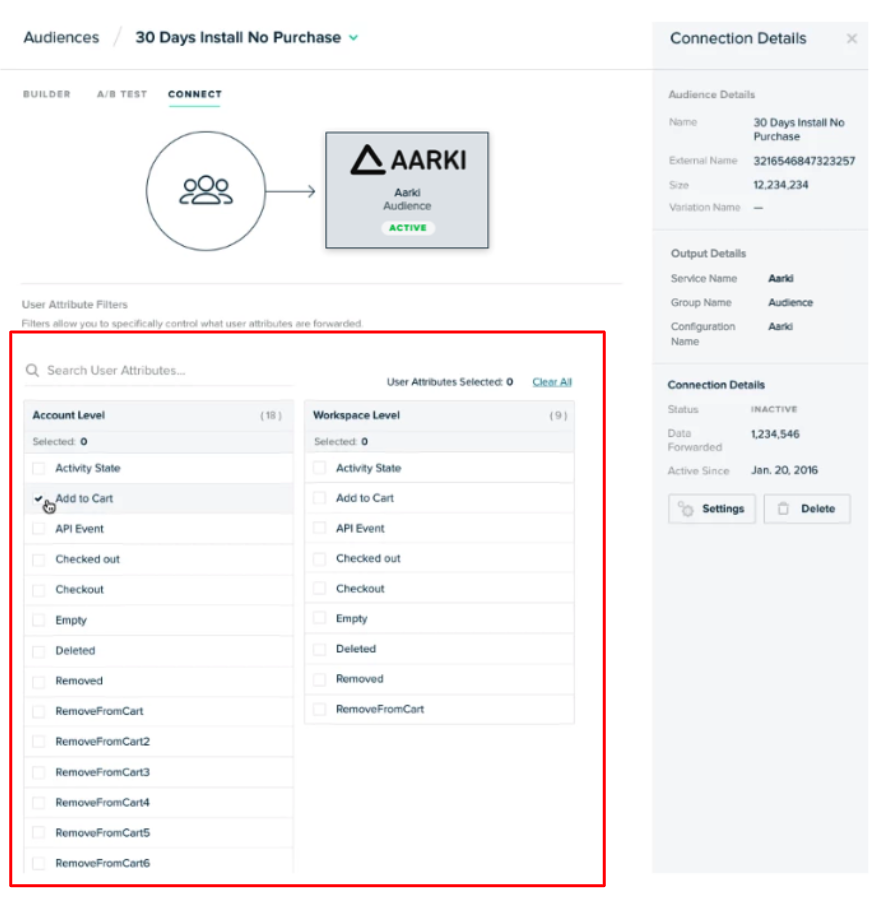 Audiences / 30 Days Install No Purchase
BUILDER A/B TEST CONNECT
AARKI
Aarki
Audience
ACTIVE
User Attribute Filters
Filters allow you to specifically control what user attributes are forwarded.
Search User Attributes...
User Attributes Selected: 0 Clear All
Account Level (18)
Selected: 0
Activity State
Add to Cart
API Event
Checked out
Checkout
Empty
Deleted
Removed
RemoveFromCart
RemoveFromCart2
RemoveFromCart3
RemoveFromCart4
RemoveFromCart5
RemoveFromCart6
Workspace Level (9)
Selected: 0
Activity State
Add to Cart
API Event
Checked out
Checkout
Empty
Deleted
Removed
RemoveFromCart
Connection Details
Audience Details
Name 30 Days Install No
Purchase
External Name 3216546847323257
Size 12,234,234
Variation Name —
Output Details
Service Name Aarki
Group Name Audience
Configuration Aarki
Name
Connection Details
Status INACTIVE
Data 1,234,546
Forwarded
Active Since Jan. 20, 2016
Settings Delete